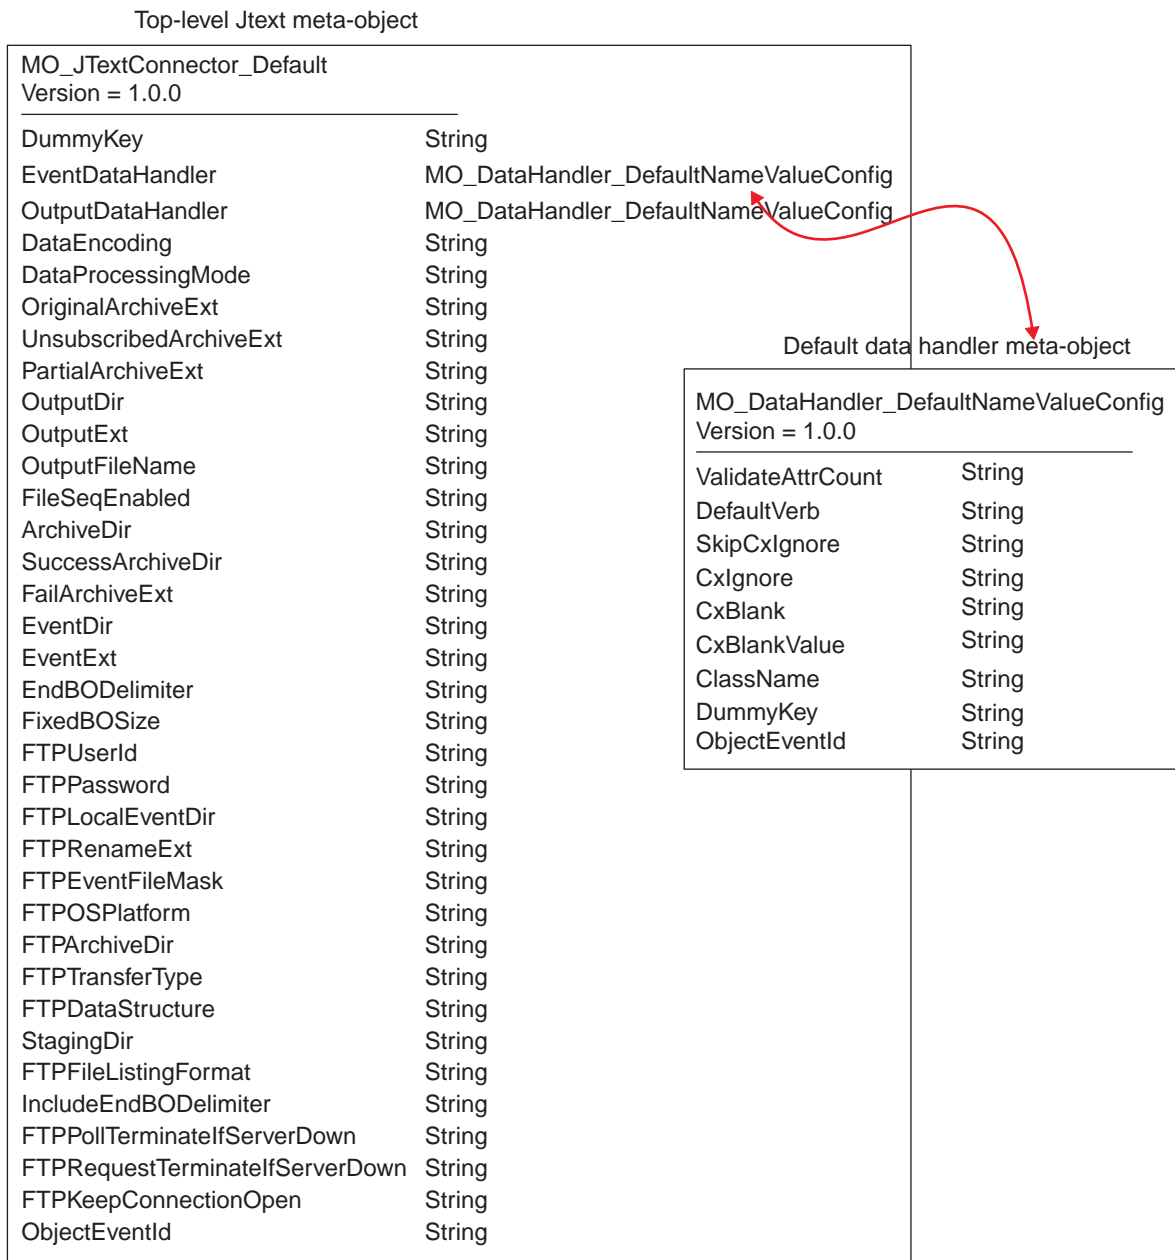 Top-level Jtext meta-object
MO_JTextConnector_Default
Version = 1.0.0
DummyKey String
EventDataHandler MO_DataHandler_DefaultNameValueConfig
OutputDataHandler MO_DataHandler_DefaultNameValueConfig
DataEncoding String
DataProcessingMode String
OriginalArchiveExt String
UnsubscribedArchiveExt String
PartialArchiveExt String
OutputDir String
OutputExt String
OutputFileName String
FileSeqEnabled String
ArchiveDir String
SuccessArchiveDir String
FailArchiveExt String
EventDir String
EventExt String
EndBODelimiter String
FixedBOSize String
FTPUserId String
FTPPassword String
FTPLocalEventDir String
FTPRenameExt String
FTPEventFileMask String
FTPOSPlatform String
FTPArchiveDir String
FTPTransferType String
FTPDataStructure String
StagingDir String
FTPFileListingFormat String
IncludeEndBODelimiter String
FTPPollTerminateIfServerDown String
FTPRequestTerminateIfServerDown String
FTPKeepConnectionOpen String
ObjectEventId String
Default data handler meta-object
MO_DataHandler_DefaultNameValueConfig
Version = 1.0.0
ValidateAttrCount String
DefaultVerb String
SkipCxIgnore String
CxIgnore String
CxBlank String
CxBlankValue String
ClassName String
DummyKey String
ObjectEventId String